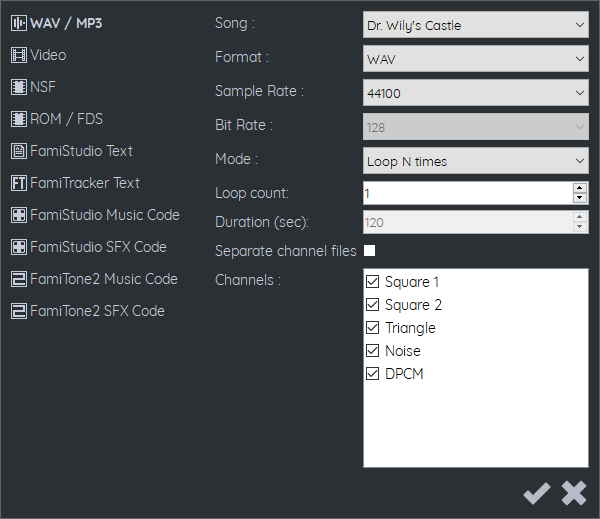 WAV / MP3
Video
NSF
ROM / FDS
FamiStudio Text
FamiTracker Text
FamiStudio Music Code
FamiStudio SFX Code
FamiTone2 Music Code
FamiTone2 SFX Code
Song : Dr. Wily's Castle
Format : WAV
Sample Rate : 44100
Bit Rate : 128
Mode : Loop N times
Loop count: 1
Duration (sec): 120
Separate channel files
Channels :
Square 1
Square 2
Triangle
Noise
DPCM